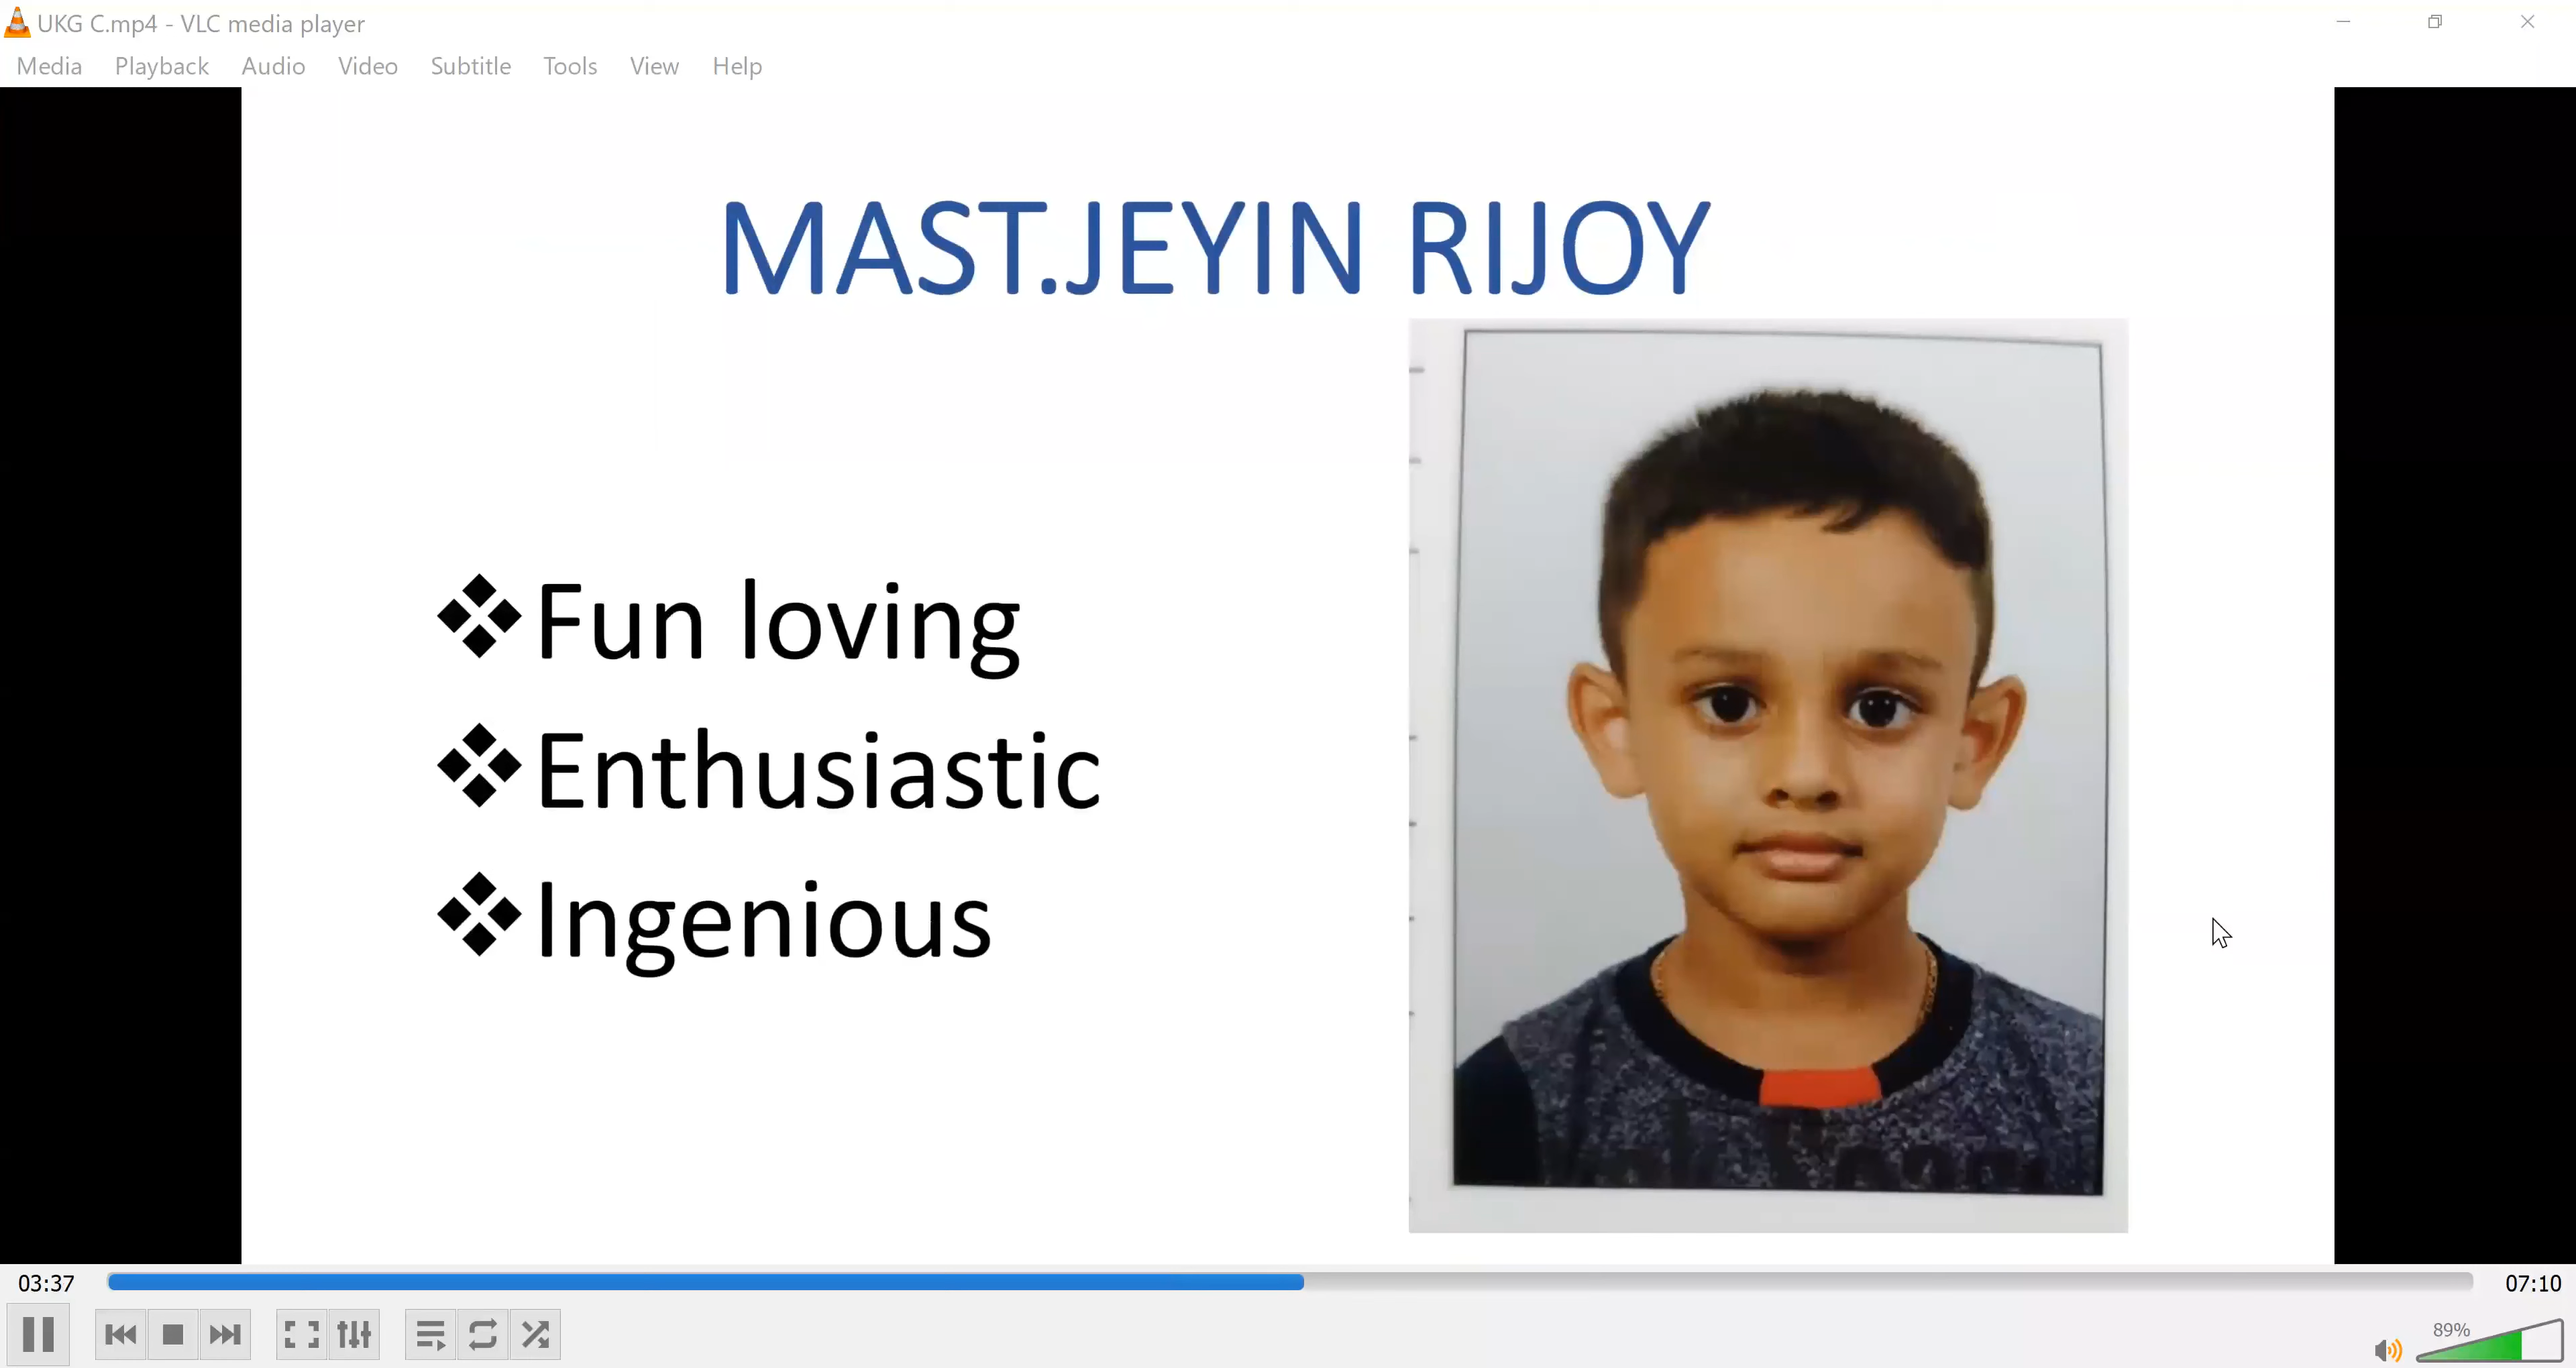 UKG C.mp4 - VLC media player
Media Playback Audio Video Subtitle Tools View Help
MAST.JEYIN RIJOY
❖Fun loving
❖Enthusiastic
❖Ingenious
03:37 07:10
89%